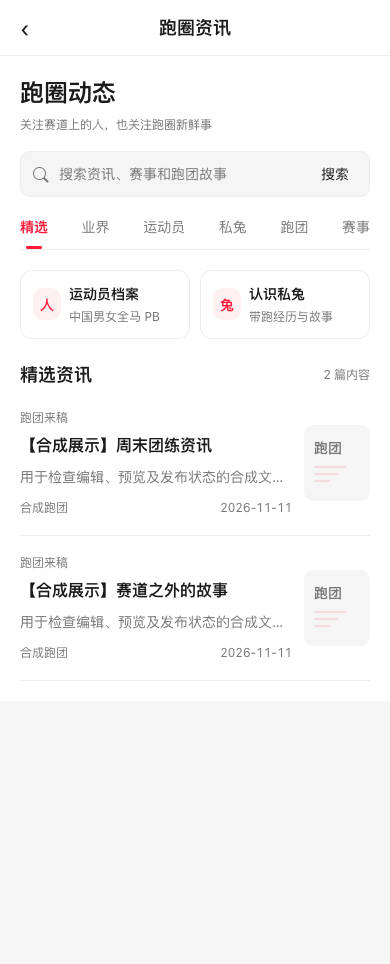 跑圈资讯
跑圈动态
关注赛道上的人，也关注跑圈新鲜事
搜索资讯、赛事和跑团故事 搜索
精选 业界 运动员 私兔 跑团 赛事
人 运动员档案
中国男女全马 PB
兔 认识私兔
带跑经历与故事
精选资讯 2 篇内容
跑团来稿
【合成展示】周末团练资讯
用于检查编辑、预览及发布状态的合成文...
合成跑团 2026-11-11
跑团
跑团来稿
【合成展示】赛道之外的故事
用于检查编辑、预览及发布状态的合成文...
合成跑团 2026-11-11
跑团